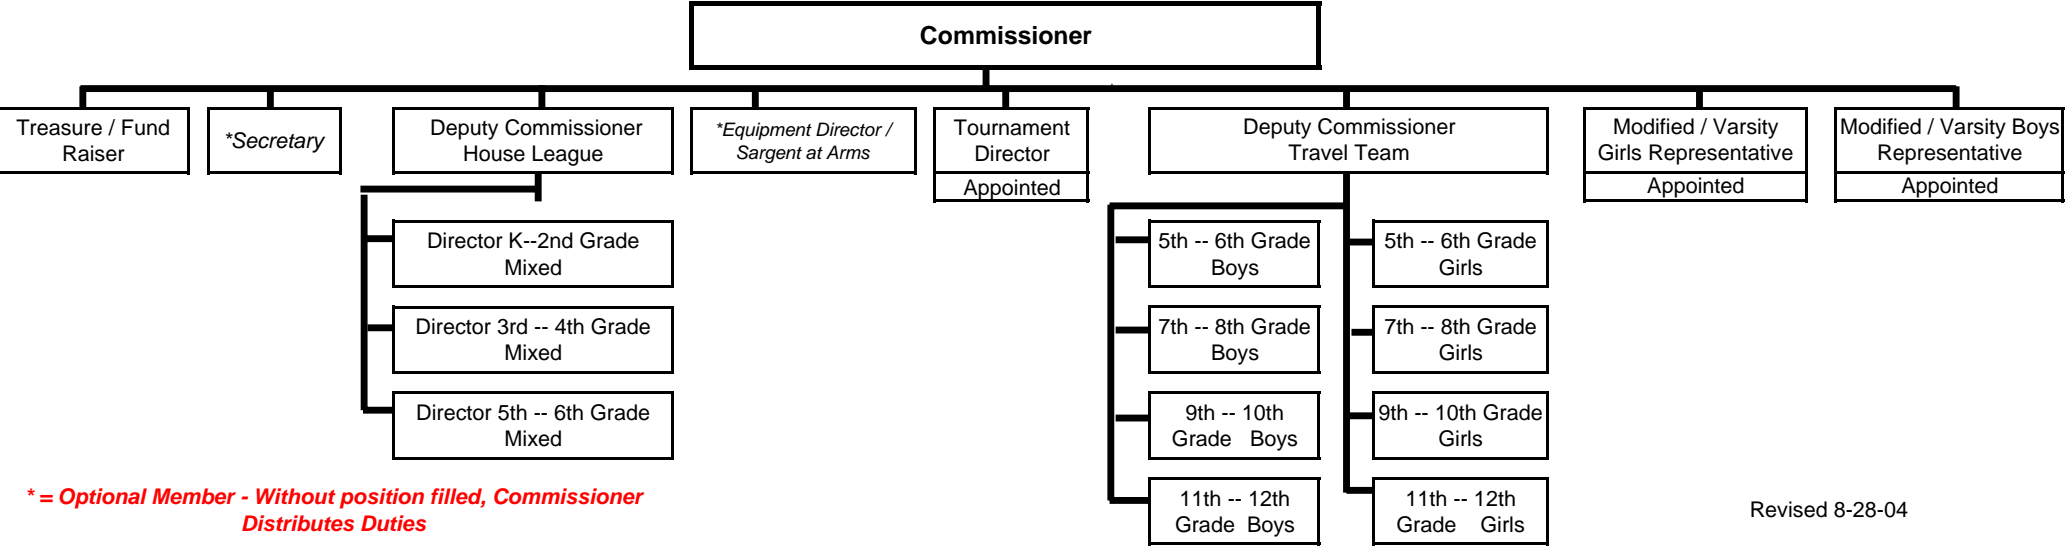 Commissioner
Treasure / Fund
Raiser
*Secretary
Deputy Commissioner
House League
*Equipment Director /
Sargent at Arms
Tournament
Director
Appointed
Deputy Commissioner
Travel Team
Modified / Varsity
Girls Representative
Appointed
Modified / Varsity Boys
Representative
Appointed
Director K--2nd Grade
Mixed
Director 3rd -- 4th Grade
Mixed
Director 5th -- 6th Grade
Mixed
5th -- 6th Grade
Boys
5th -- 6th Grade
Girls
7th -- 8th Grade
Boys
7th -- 8th Grade
Girls
9th -- 10th
Grade Boys
9th -- 10th Grade
Girls
11th -- 12th
Grade Boys
11th -- 12th
Grade Girls
* = Optional Member - Without position filled, Commissioner
Distributes Duties
Revised 8-28-04